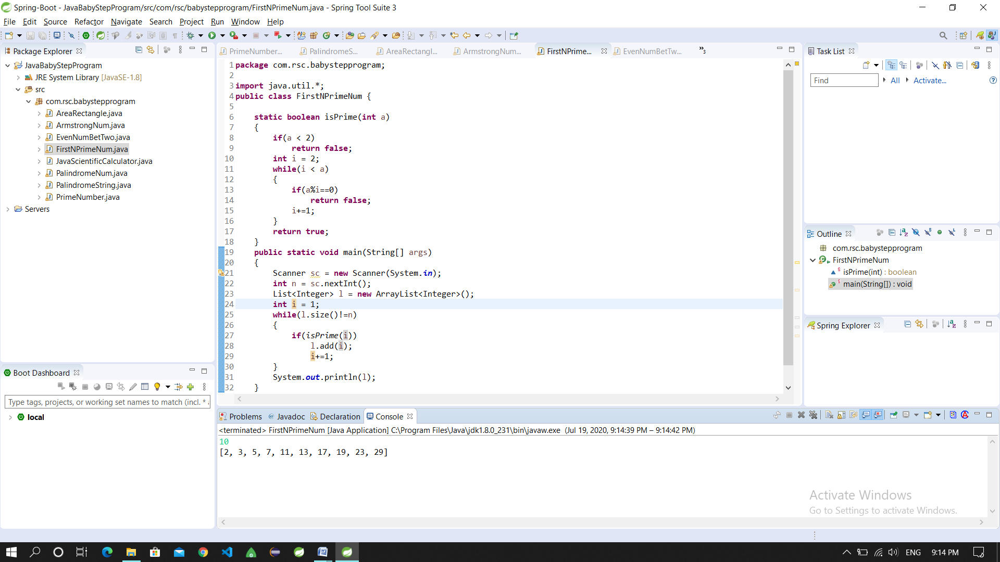 Spring-Boot - JavaBabyStepProgram/src/com/rsc/babystepprogram/FirstNPrimeNum.java - Spring Tool Suite 3
File Edit Source Refactor Navigate Search Project Run Window Help
Package Explorer
JavaBabyStepProgram
JRE System Library [JavaSE-1.8]
src
com.rsc.babystepprogram
AreaRectangle.java
ArmstrongNum.java
EvenNumBetTwo.java
FirstNPrimeNum.java
JavaScientificCalculator.java
PalindromeNum.java
PalindromeString.java
PrimeNumber.java
Servers
Boot Dashboard
Type tags, projects, or working set names to match (incl. *
local
PrimeNumber... PalindromeS... AreaRectangl... ArmstrongNum... FirstNPrime... EvenNumBetTw... »3
1 package com.rsc.babystepprogram;
2
3 import java.util.*;
4 public class FirstNPrimeNum {
5
6 static boolean isPrime(int a)
7 {
8 if(a < 2)
9 return false;
10 int i = 2;
11 while(i < a)
12 {
13 if(a%i==0)
14 return false;
15 i+=1;
16 }
17 return true;
18 }
19 public static void main(String[] args)
20 {
21 Scanner sc = new Scanner(System.in);
22 int n = sc.nextInt();
23 List<Integer> l = new ArrayList<Integer>();
24 int i = 1;
25 while(l.size()!=n)
26 {
27 if(isPrime(i))
28 l.add(i);
29 i+=1;
30 }
31 System.out.println(l);
32 }
Problems Javadoc Declaration Console
<terminated> FirstNPrimeNum [Java Application] C:\Program Files\Java\jdk1.8.0_231\bin\javaw.exe (Jul 19, 2020, 9:14:39 PM – 9:14:42 PM)
10
[2, 3, 5, 7, 11, 13, 17, 19, 23, 29]
Task List
Find All Activate...
Outline
com.rsc.babystepprogram
FirstNPrimeNum
isPrime(int) : boolean
main(String[]) : void
Spring Explorer
Activate Windows
Go to Settings to activate Windows.
ENG 9:14 PM